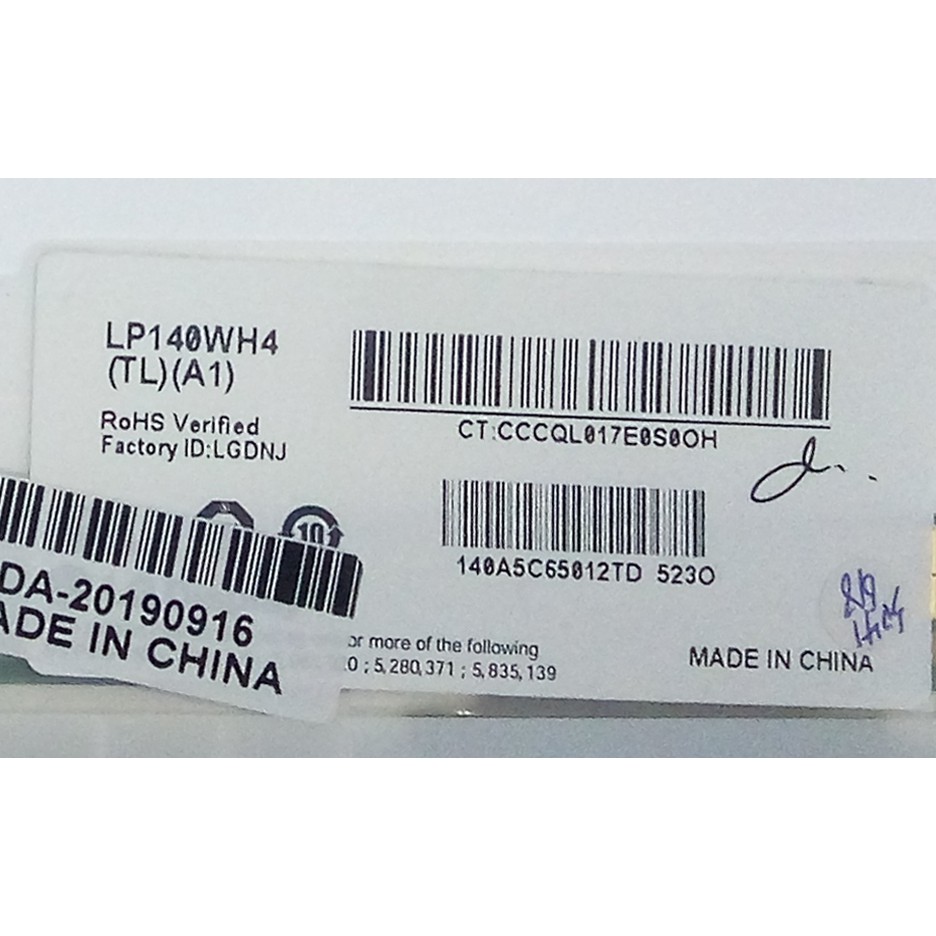 LP140WH4
(TL)(A1)
RoHS Verified
Factory ID:LGDNJ
CT:CCCQL017E0S0OH
10
140A5C65012TD 523O
DA-20190916
ADE IN CHINA
or more of the following
.0 ; 5,280,371 ; 5,835,139
MADE IN CHINA